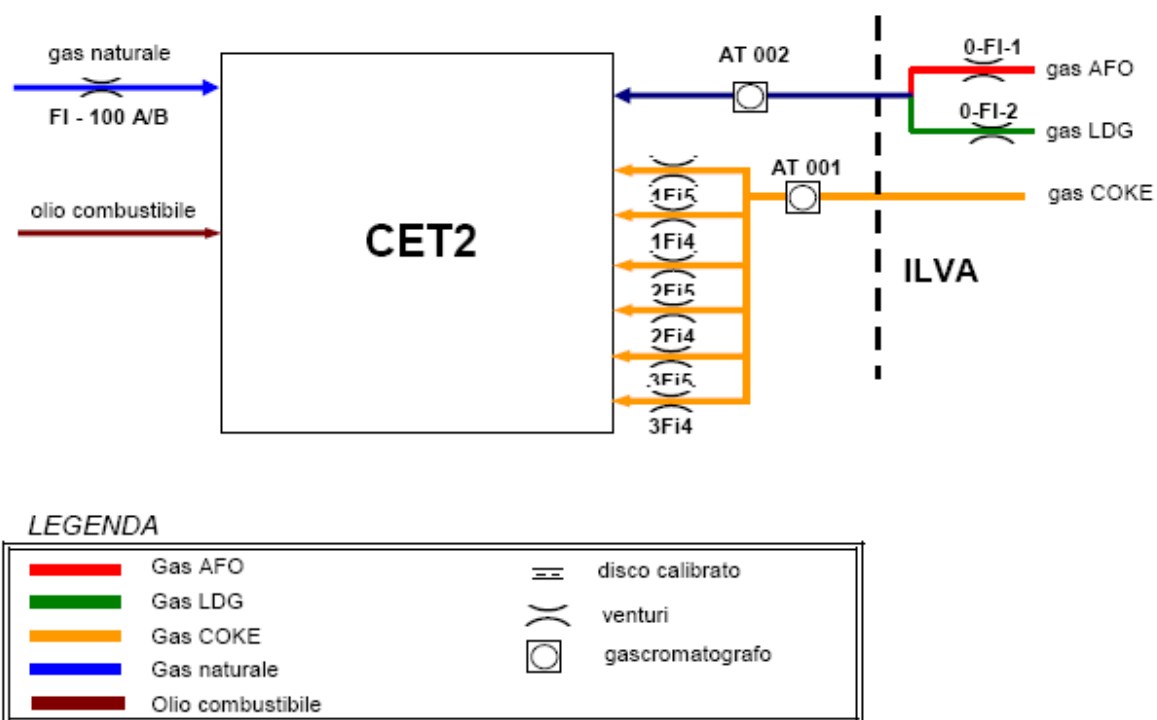 gas naturale
FI - 100 A/B
olio combustibile
CET2
AT 002
0-FI-1
gas AFO
0-FI-2
gas LDG
AT 001
gas COKE
1Fi5
1Fi4
2Fi5
2Fi4
3Fi5
3Fi4
ILVA
LEGENDA
Gas AFO
Gas LDG
Gas COKE
Gas naturale
Olio combustibile
disco calibrato
venturi
gascromatografo